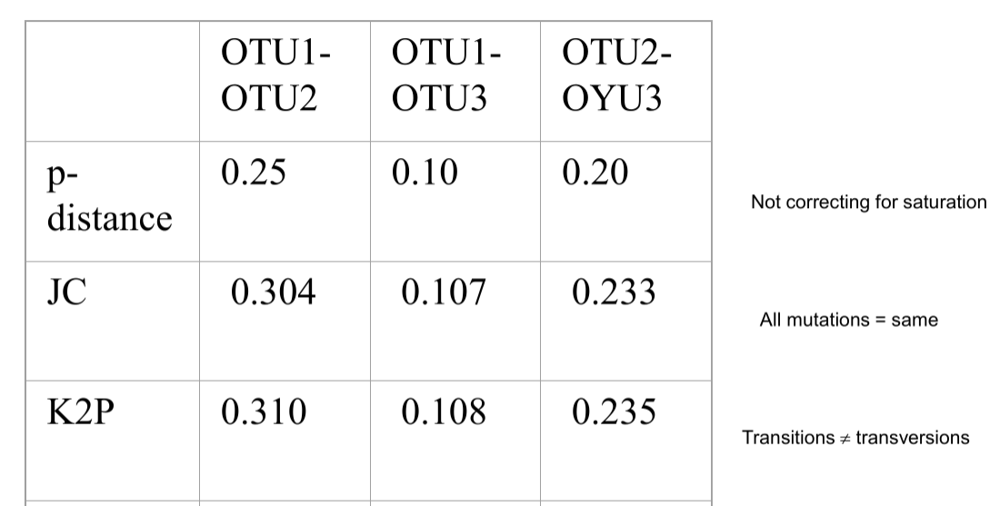 OTU1-
OTU2
OTU1-
OTU3
OTU2-
OYU3
p-
distance
0.25
0.10
0.20
Not correcting for saturation
JC
0.304
0.107
0.233
All mutations = same
K2P
0.310
0.108
0.235
Transitions ≠ transversions